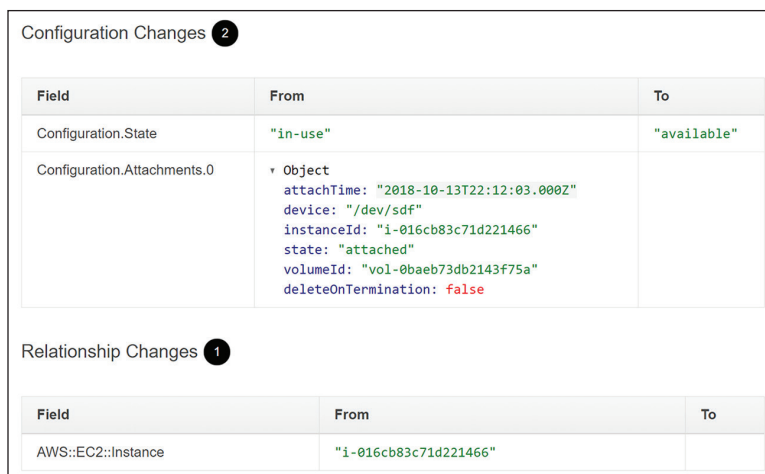 Configuration Changes 2
Field From To
Configuration.State "in-use" "available"
Configuration.Attachments.0 ▾ Object
attachTime: "2018-10-13T22:12:03.000Z"
device: "/dev/sdf"
instanceId: "i-016cb83c71d221466"
state: "attached"
volumeId: "vol-0baeb73db2143f75a"
deleteOnTermination: false
Relationship Changes 1
Field From To
AWS::EC2::Instance "i-016cb83c71d221466"